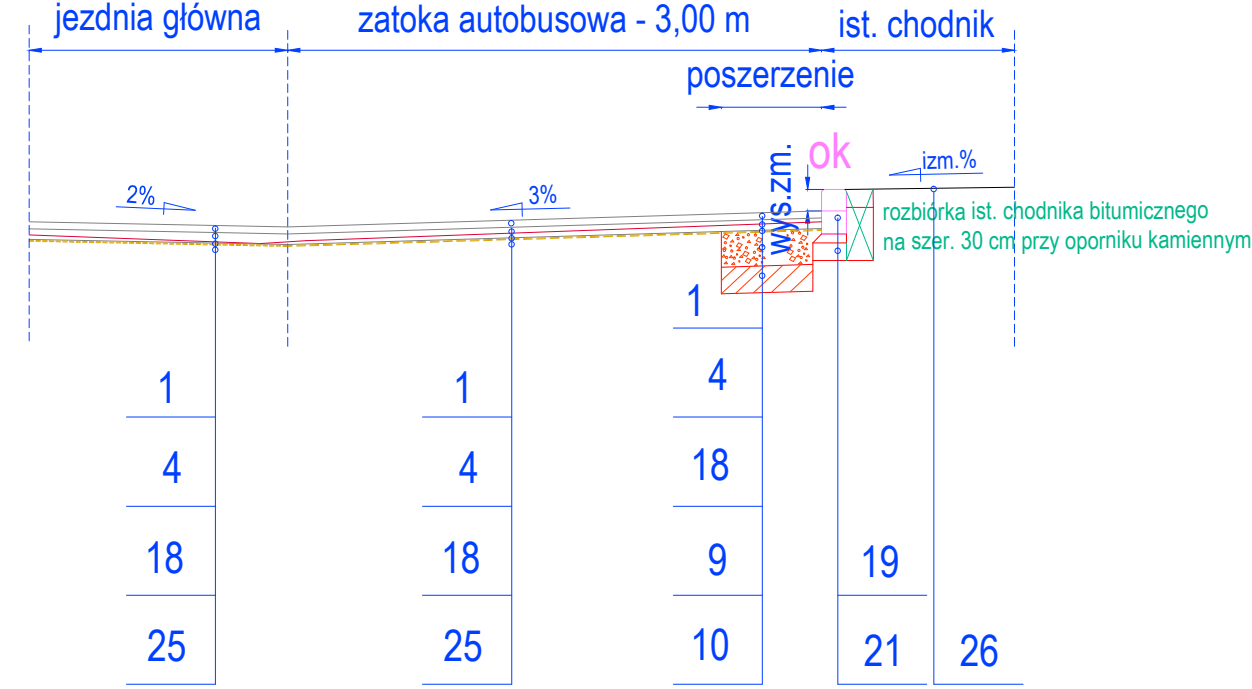 jezdnia główna
zatoka autobusowa - 3,00 m
ist. chodnik
poszerzenie
ok
wys.zm.
izm.%
2%
3%
rozbiórka ist. chodnika bitumicznego
na szer. 30 cm przy oporniku kamiennym
1
4
18
25
1
4
18
25
1
4
18
9
10
19
21
26